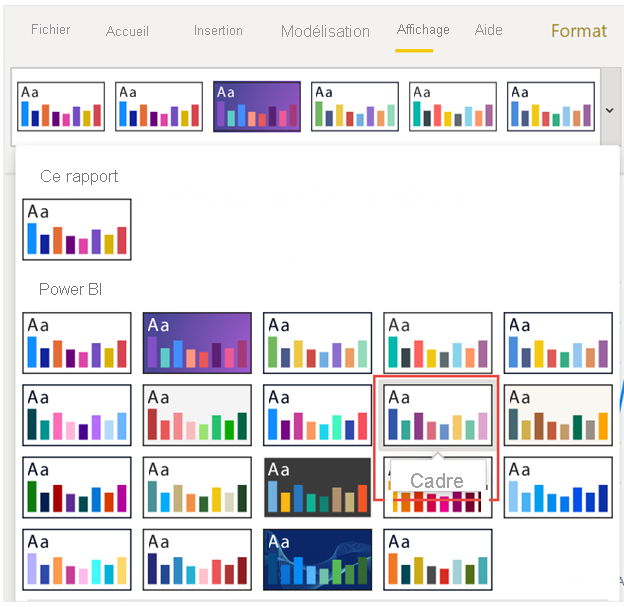 Fichier Accueil Insertion Modélisation Affichage Aide Format
Aa Aa Aa Aa Aa Aa
Ce rapport
Aa
Power BI
Aa Aa Aa Aa Aa
Aa Aa Aa Aa Aa
Aa Aa Aa Aa
Cadre
Aa Aa Aa Aa